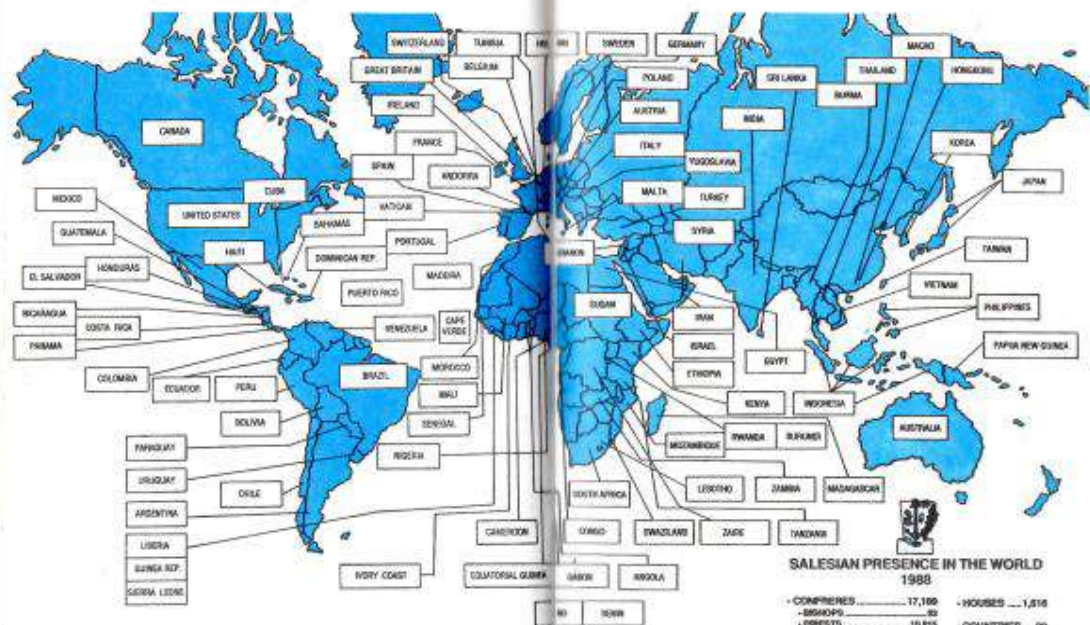 SWITZERLAND
TUNISIA
SWEDEN
GERMANY
MACAO
GREAT BRITAIN
BELGIUM
POLAND
SRI LANKA
THAILAND
HONGKONG
BURMA
IRELAND
AUSTRIA
INDIA
CANADA
FRANCE
ITALY
KOREA
SPAIN
ANDORRA
YUGOSLAVIA
JAPAN
CUBA
MALTA
TURKEY
MEXICO
UNITED STATES
BAHAMAS
VATICAN
GUATEMALA
SYRIA
HAITI
PORTUGAL
DOMINICAN REP.
TAIWAN
EL SALVADOR
HONDURAS
MADEIRA
VIETNAM
PUERTO RICO
SUDAN
NICARAGUA
COSTA RICA
VENEZUELA
CAPE
VERDE
IRAN
PHILIPPINES
PANAMA
ISRAEL
PAPUA NEW GUINEA
EGYPT
COLOMBIA
ECUADOR
PERU
BRAZIL
MOROCCO
ETHIOPIA
MALI
KENYA
INDONESIA
BOLIVIA
SENEGAL
AUSTRALIA
PARAGUAY
NIGERIA
MOZAMBIQUE
RWANDA
BURUNDI
URUGUAY
CHILE
SOUTH AFRICA
LESOTHO
ZAMBIA
MADAGASCAR
ARGENTINA
CAMEROON
CONGO
SWAZILAND
ZAIRE
TANZANIA
LIBERIA
GUINEA REP.
SIERRA LEONE
IVORY COAST
EQUATORIAL GUINEA
GABON
ANGOLA
BENIN
SALESIAN PRESENCE IN THE WORLD
1988
- CONFRERES
- HOUSES
- BISHOPS
- PRIESTS